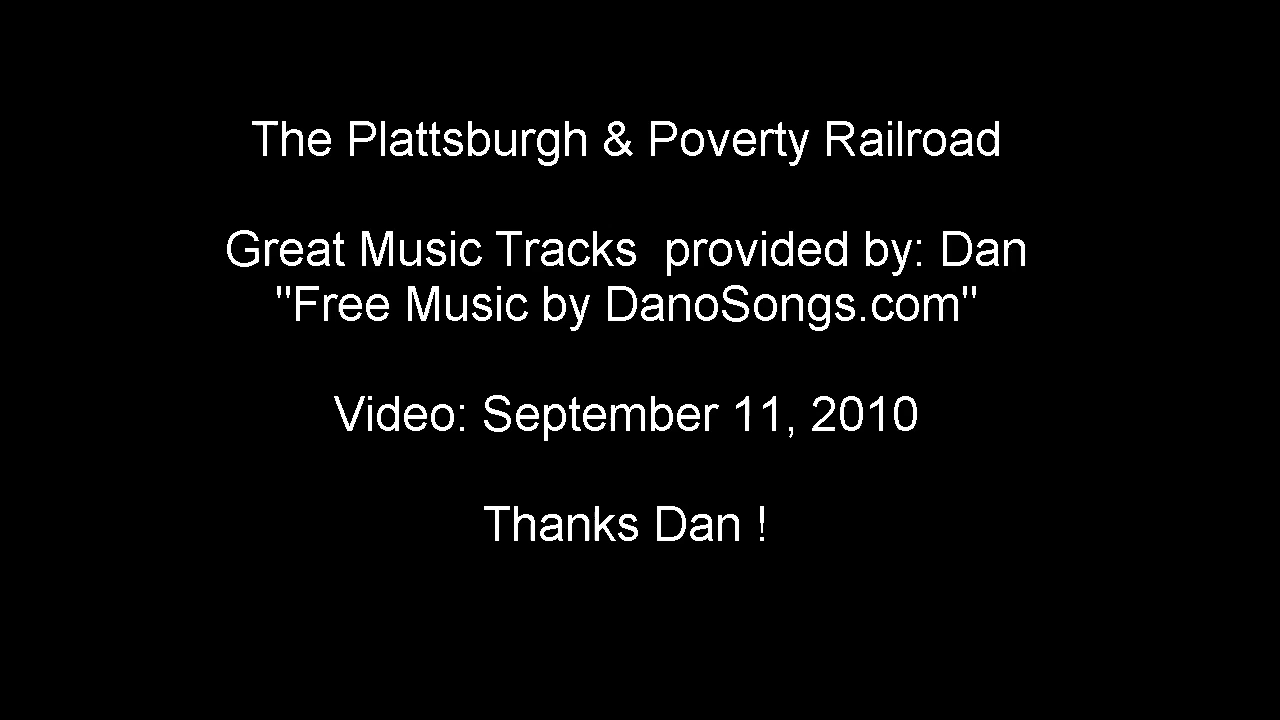 The Plattsburgh & Poverty Railroad
Great Music Tracks  provided by: Dan
"Free Music by DanoSongs.com"
Video: September 11, 2010
Thanks Dan !